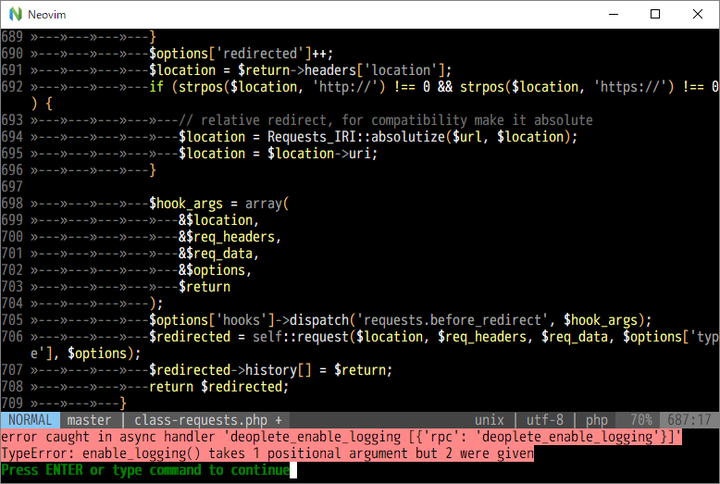 Neovim
689 »---»---»---»---}
690 »---»---»---»---$options['redirected']++;
691 »---»---»---»---$location = $return->headers['location'];
692 »---»---»---»---if (strpos($location, 'http://') !== 0 && strpos($location, 'https://') !== 0
) {
693 »---»---»---»---»---// relative redirect, for compatibility make it absolute
694 »---»---»---»---»---$location = Requests_IRI::absolutize($url, $location);
695 »---»---»---»---»---$location = $location->uri;
696 »---»---»---»---}
697
698 »---»---»---»---$hook_args = array(
699 »---»---»---»---»---&$location,
700 »---»---»---»---»---&$req_headers,
701 »---»---»---»---»---&$req_data,
702 »---»---»---»---»---&$options,
703 »---»---»---»---»---$return
704 »---»---»---»---);
705 »---»---»---»---$options['hooks']->dispatch('requests.before_redirect', $hook_args);
706 »---»---»---»---$redirected = self::request($location, $req_headers, $req_data, $options['typ
e'], $options);
707 »---»---»---»---$redirected->history[] = $return;
708 »---»---»---»---return $redirected;
709 »---»---»---}
NORMAL master | class-requests.php + unix | utf-8 | php 70% 687:17
error caught in async handler 'deoplete_enable_logging [{'rpc': 'deoplete_enable_logging'}]'
TypeError: enable_logging() takes 1 positional argument but 2 were given
Press ENTER or type command to continue